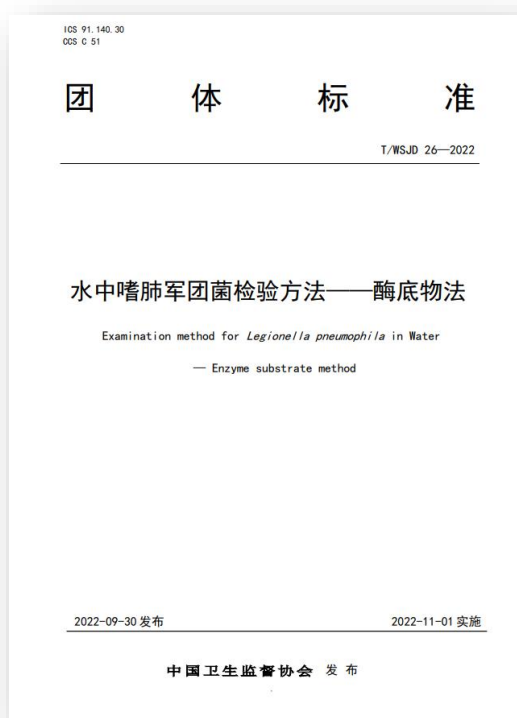 ICS 91.140.30
CCS C 51
团体标准
T/WSJD 26—2022
水中嗜肺军团菌检验方法——酶底物法
Examination method for Legionella pneumophila in Water
— Enzyme substrate method
2022-09-30 发布 2022-11-01 实施
中国卫生监督协会 发布